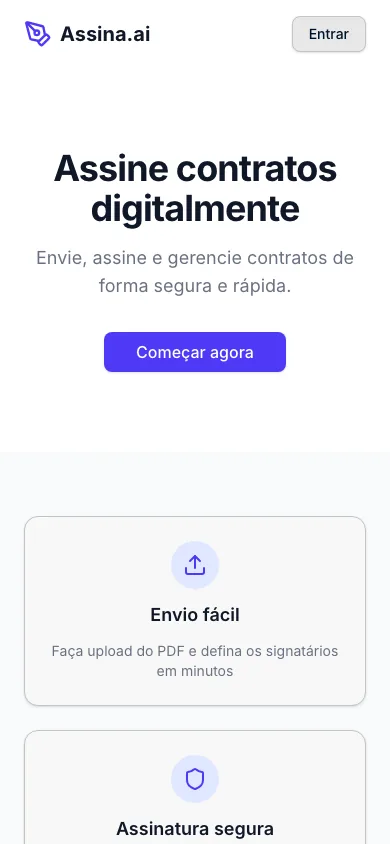 Assina.ai
Entrar
Assine contratos
digitalmente
Envie, assine e gerencie contratos de
forma segura e rápida.
Começar agora
Envio fácil
Faça upload do PDF e defina os signatários
em minutos
Assinatura segura